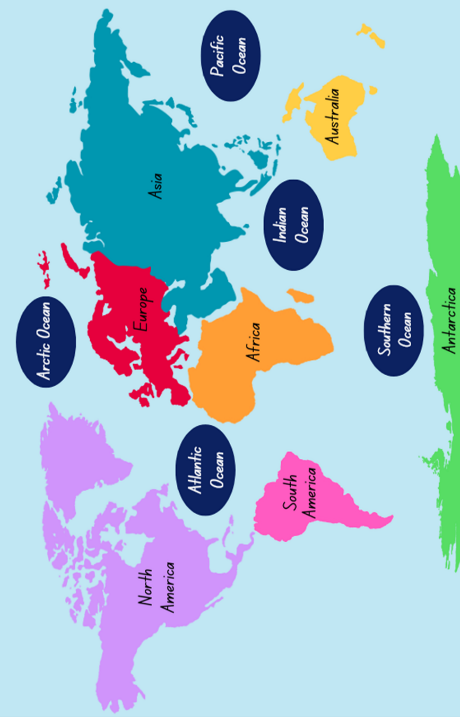 Arctic Ocean
North
America
Europe
Asia
Atlantic
Ocean
Pacific
Ocean
Africa
Indian
Ocean
South
America
Australia
Southern
Ocean
Antarctica